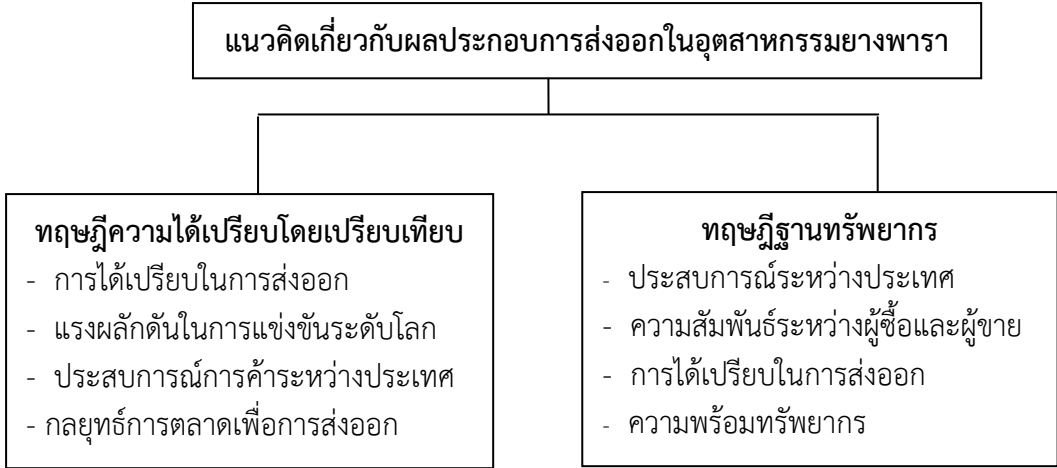 แนวคิดเกี่ยวกับผลประกอบการส่งออกในอุตสาหกรรมยางพารา
ทฤษฎีความได้เปรียบโดยเปรียบเทียบ
- การได้เปรียบในการส่งออก
- แรงผลักดันในการแข่งขันระดับโลก
- ประสบการณ์การค้าระหว่างประเทศ
- กลยุทธ์การตลาดเพื่อการส่งออก
ทฤษฎีฐานทรัพยากร
- ประสบการณ์ระหว่างประเทศ
- ความสัมพันธ์ระหว่างผู้ซื้อและผู้ขาย
- การได้เปรียบในการส่งออก
- ความพร้อมทรัพยากร